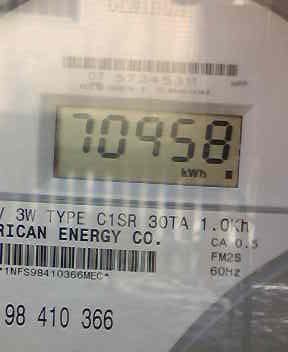 70958
kWh
V 3W TYPE C1SR 30TA 1.0Kh
RICAN ENERGY CO.
CA 0.5
FM2S
60Hz
*1NFS98410366MEC*
98 410 366